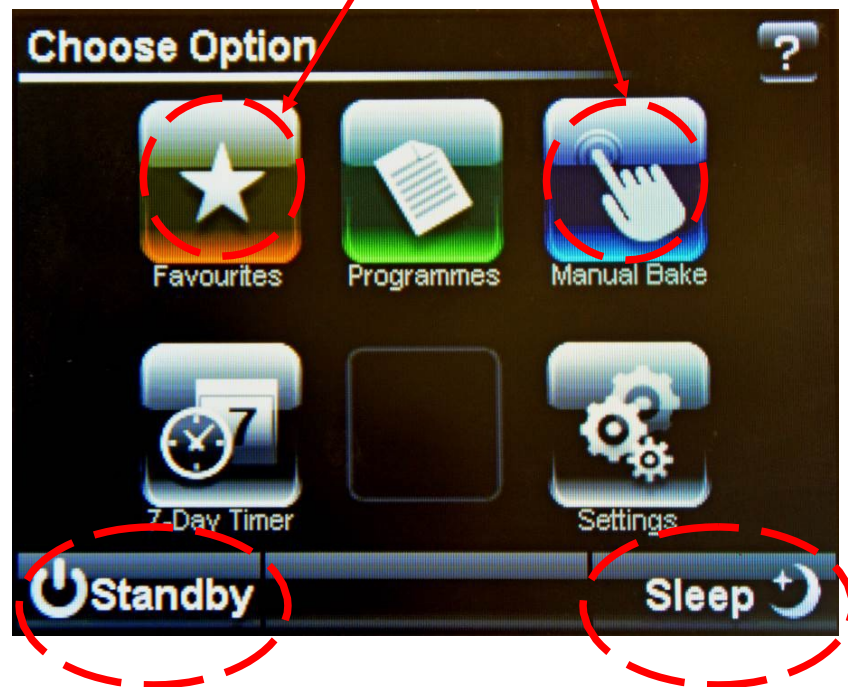 Choose Option
?
Favourites
Programmes
Manual Bake
7
7-Day Timer
Settings
Standby
Sleep